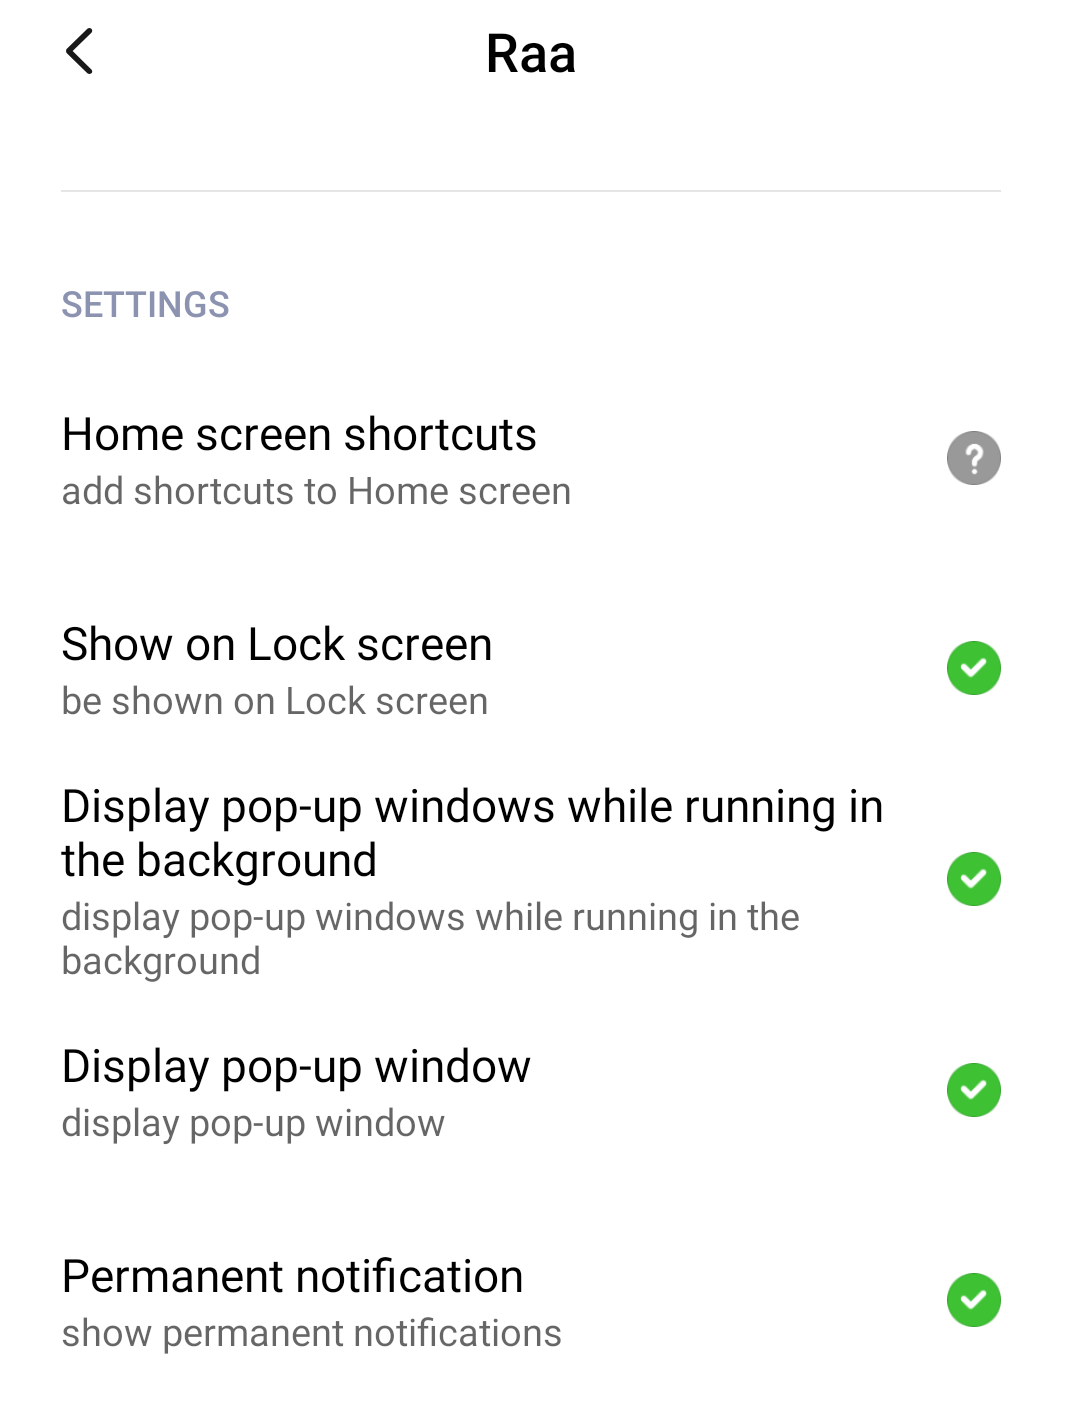 Raa
SETTINGS
Home screen shortcuts
add shortcuts to Home screen
Show on Lock screen
be shown on Lock screen
Display pop-up windows while running in
the background
display pop-up windows while running in the
background
Display pop-up window
display pop-up window
Permanent notification
show permanent notifications